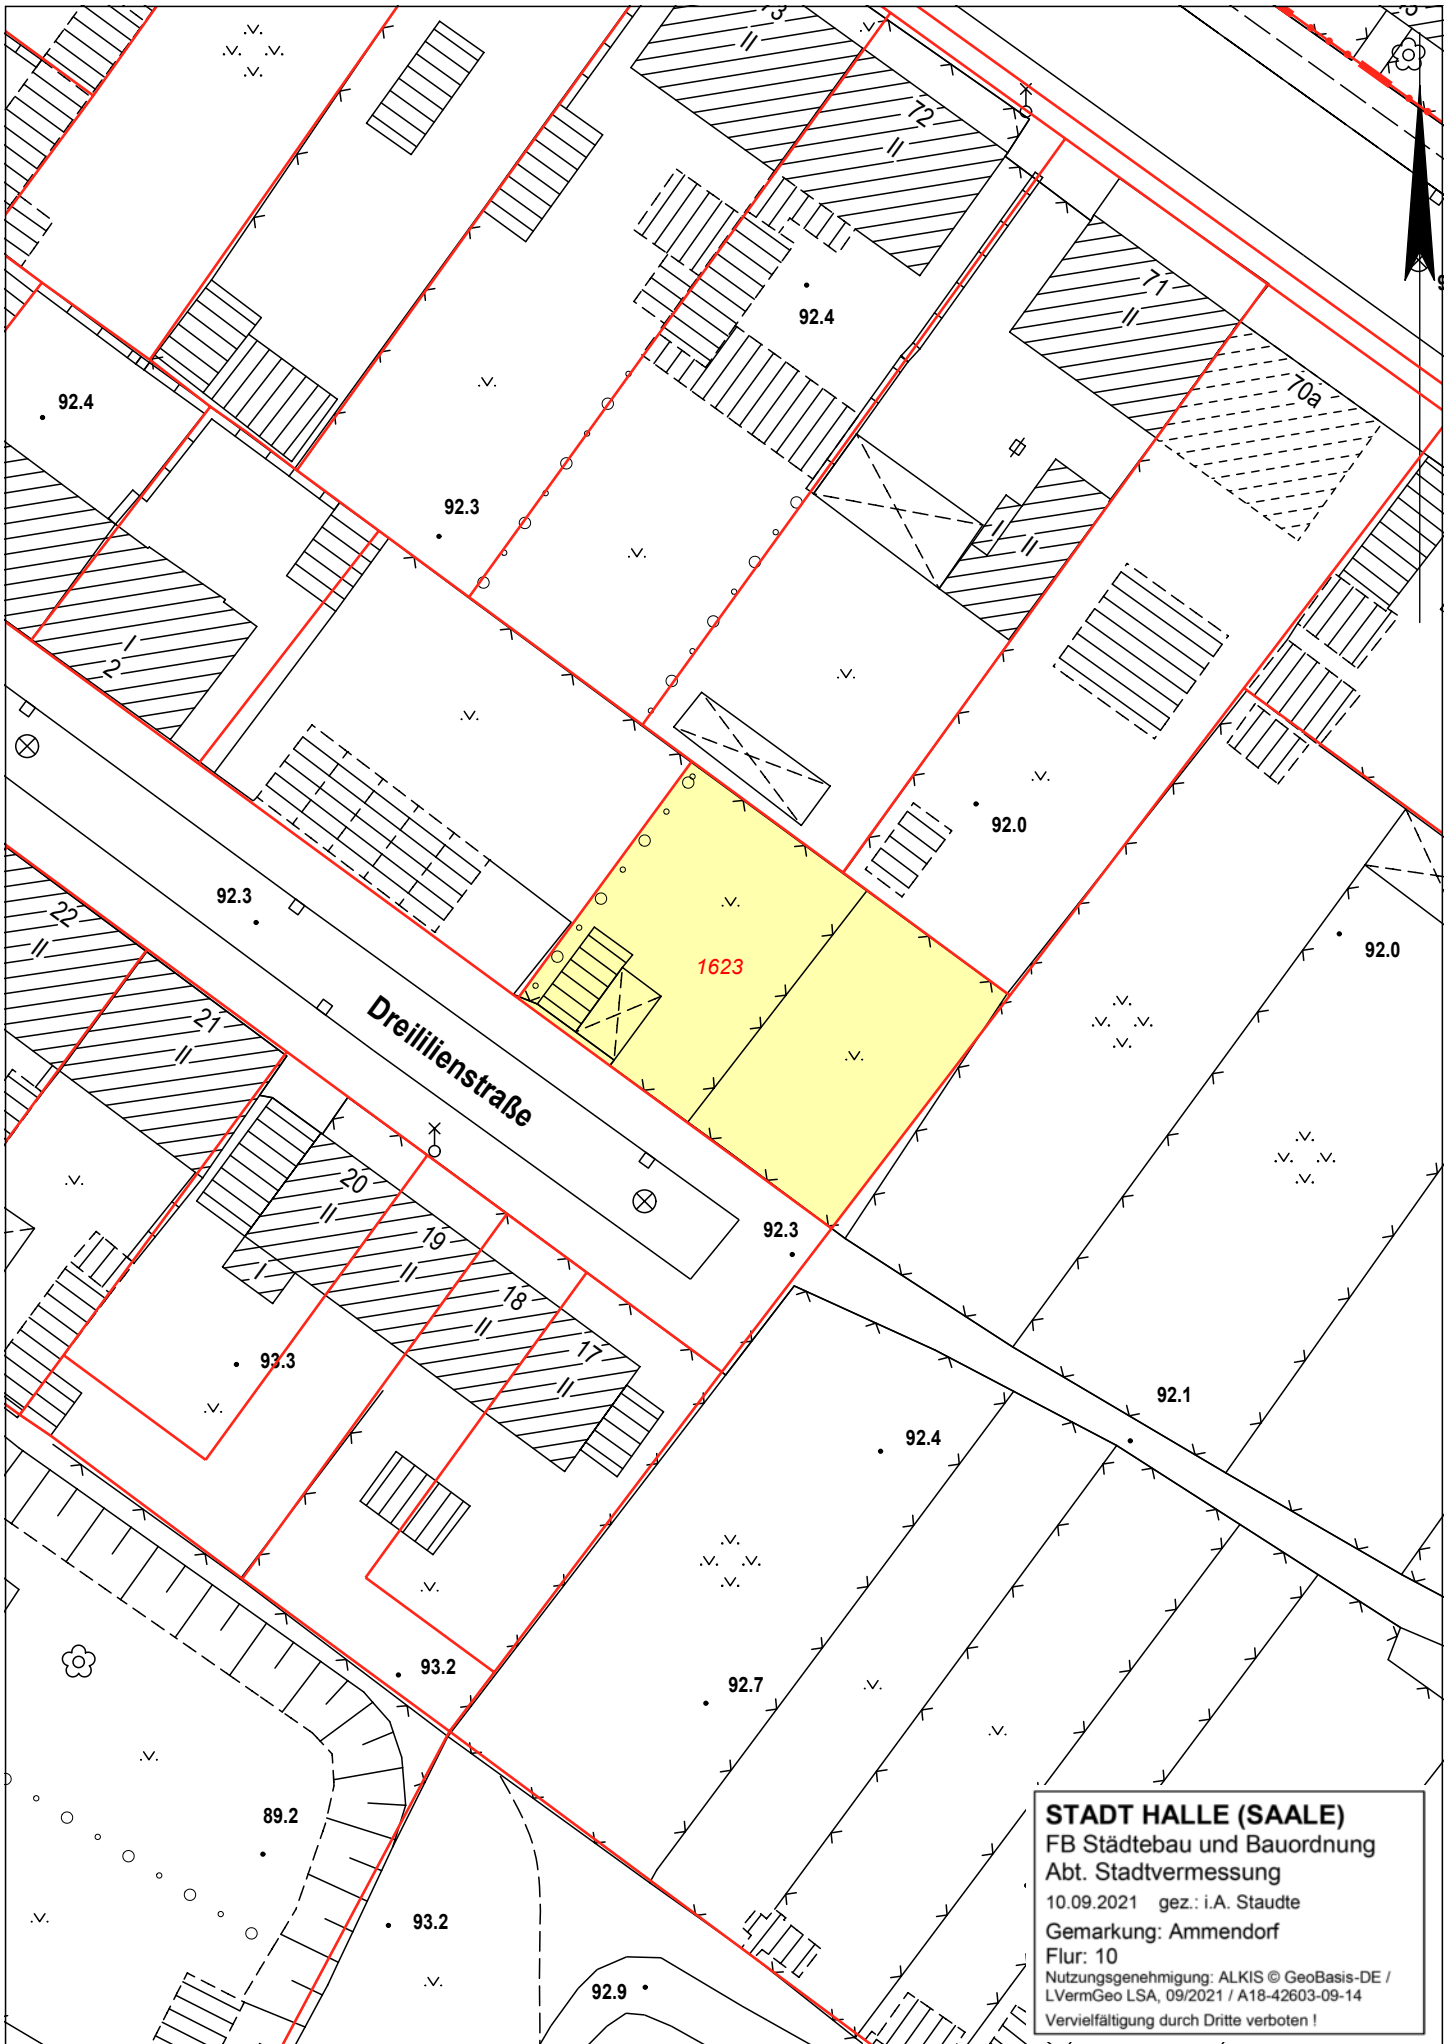 73
II
72
II
92.4
71
II
70a
92.4
92.3
I
II
I
2
92.0
92.3
22
II
1623
92.0
21
II
Dreililienstraße
20
II
I
19
II
18
II
17
II
92.3
93.3
92.1
92.4
93.2
92.7
89.2
93.2
92.9
STADT HALLE (SAALE)
FB Städtebau und Bauordnung
Abt. Stadtvermessung
10.09.2021 gez.: i.A. Staudte
Gemarkung: Ammendorf
Flur: 10
Nutzungsgenehmigung: ALKIS © GeoBasis-DE /
LVermGeo LSA, 09/2021 / A18-42603-09-14
Vervielfältigung durch Dritte verboten !